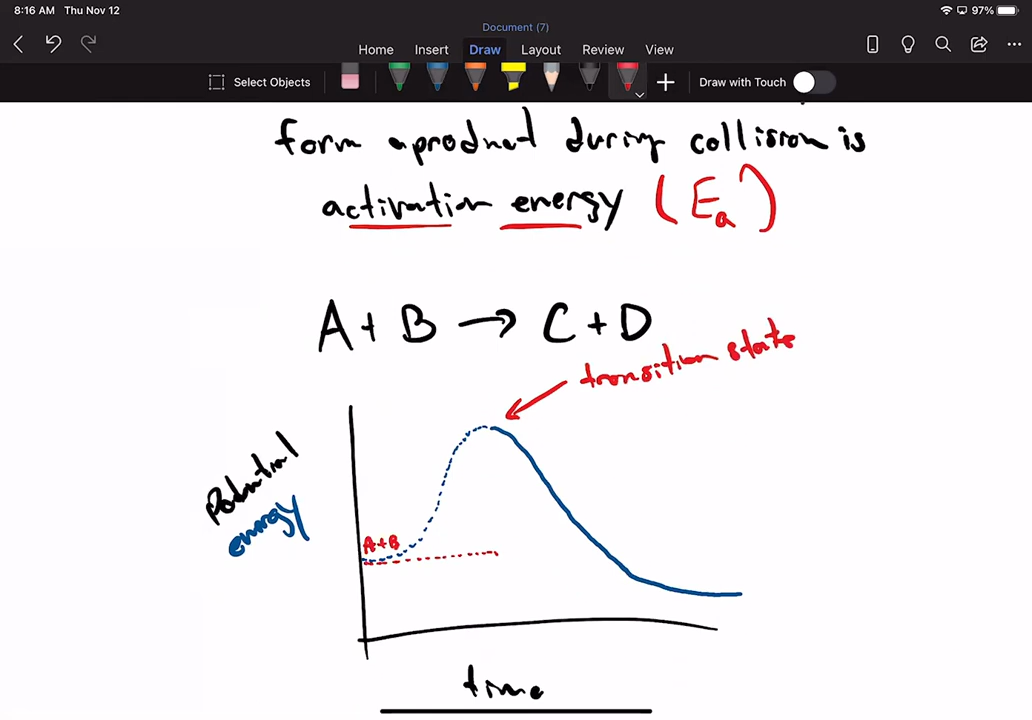 8:16 AM Thu Nov 12
97%
Document (7)
Home Insert Draw Layout Review View
Select Objects
Draw with Touch
form a product during collision is
activation energy (Ea)
A + B → C + D
transition state
Potential
energy
A + B
time